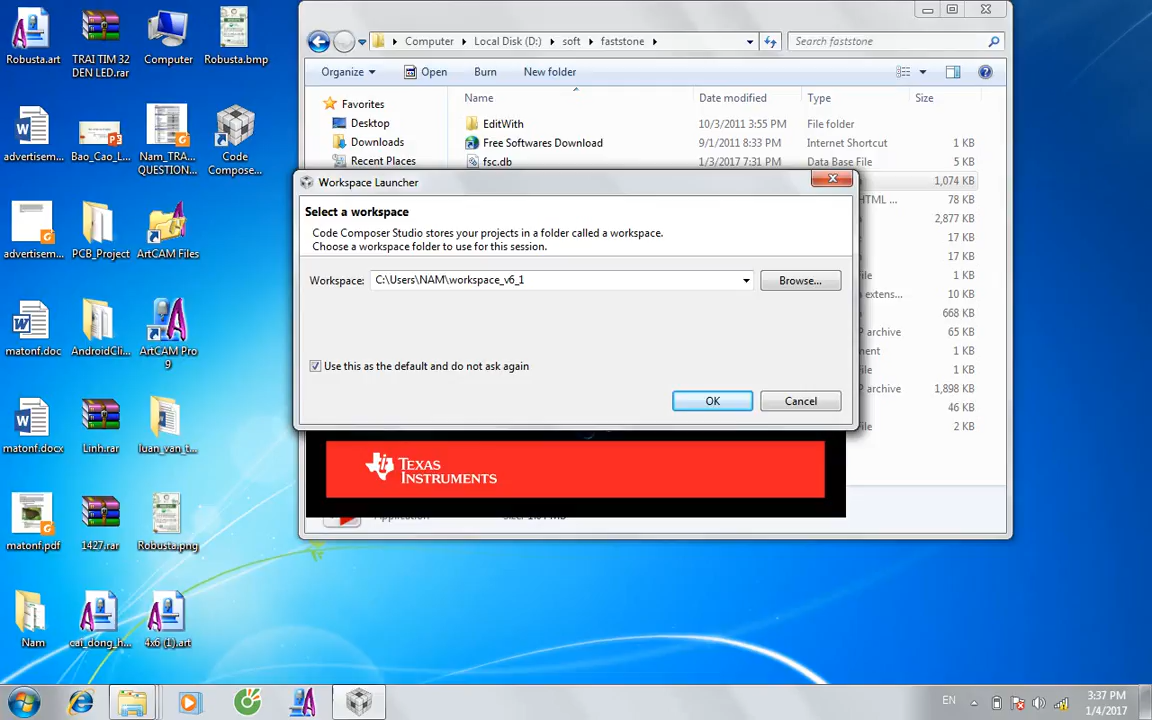 Robusta.art
TRAI TIM 32
DEN LED.rar
Computer
Robusta.bmp
advertisem...
Bao_Cao_L...
Nam_TRA...
QUESTION...
Code
Compose...
advertisem...
PCB_Project
ArtCAM Files
matonf.doc
AndroidCli...
ArtCAM Pro
9
matonf.docx
Linh.rar
luan_van_t...
matonf.pdf
1427.rar
Robusta.png
Nam
cai_dong_h...
4x6 (1).art
Computer
Local Disk (D:)
soft
faststone
Search faststone
Organize
Open
Burn
New folder
Name
Date modified
Type
Size
Favorites
Desktop
Downloads
Recent Places
EditWith
10/3/2011 3:55 PM
File folder
Free Softwares Download
9/1/2011 8:33 PM
Internet Shortcut
1 KB
fsc.db
1/3/2017 7:31 PM
Data Base File
5 KB
1,074 KB
HTML ...
78 KB
2,877 KB
17 KB
16 KB
ile
1 KB
extens...
10 KB
668 KB
P archive
65 KB
ment
1 KB
ile
1 KB
P archive
1,898 KB
46 KB
ile
2 KB
Workspace Launcher
Select a workspace
Code Composer Studio stores your projects in a folder called a workspace.
Choose a workspace folder to use for this session.
Workspace:
C:\Users\NAM\workspace_v6_1
Browse...
Use this as the default and do not ask again
OK
Cancel
TEXAS
INSTRUMENTS
EN
3:37 PM
1/4/2017